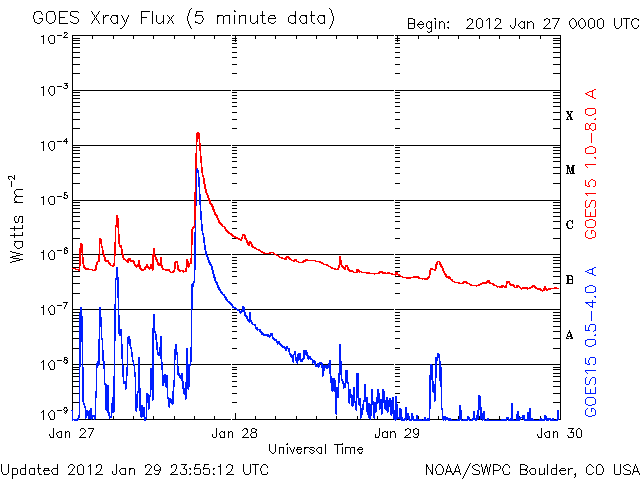 GOES Xray Flux (5 minute data)
Begin: 2012 Jan 27 0000 UTC
10-2
10-3
10-4
10-5
10-6
10-7
10-8
10-9
Watts m-2
X
M
C
B
A
GOES15 1.0-8.0 A
GOES15 0.5-4.0 A
Jan 27
Jan 28
Jan 29
Jan 30
Universal Time
Updated 2012 Jan 29 23:55:12 UTC
NOAA/SWPC Boulder, CO USA